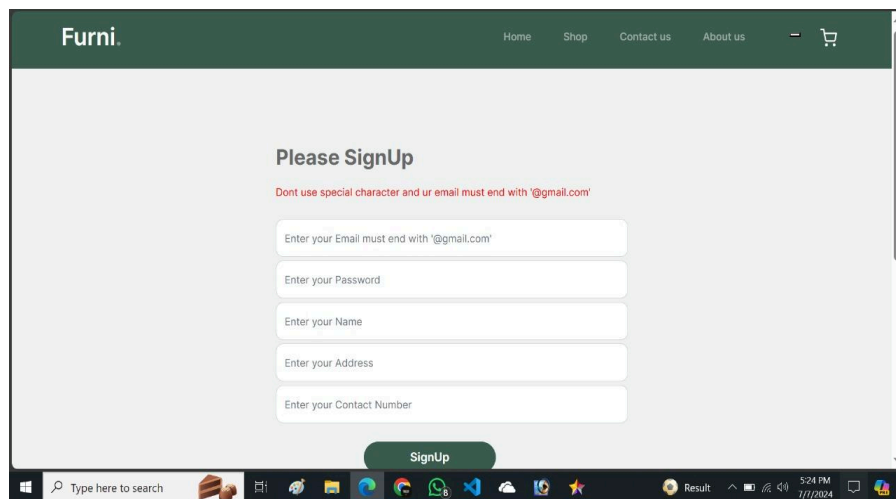 Furni.
Home Shop Contact us About us
Please SignUp
Dont use special character and ur email must end with '@gmail.com'
Enter your Email must end with '@gmail.com'
Enter your Password
Enter your Name
Enter your Address
Enter your Contact Number
SignUp
Type here to search
B
Result
5:24 PM
7/7/2024